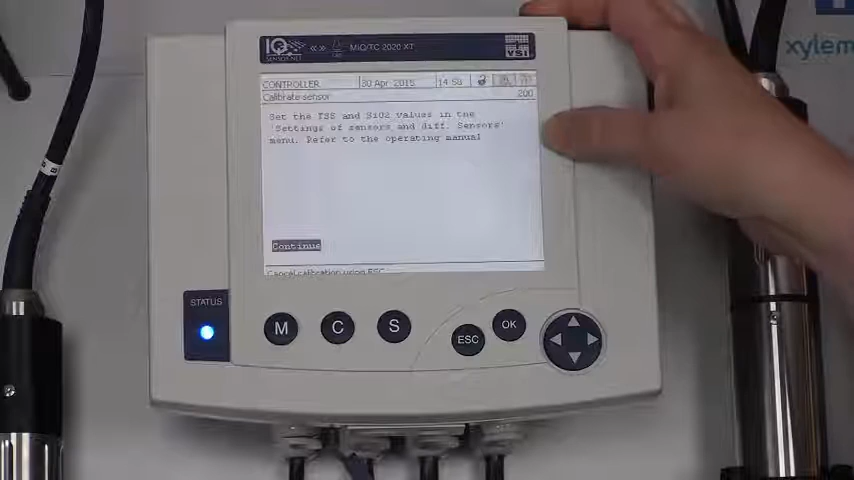 IQ
SENSOR NET
MIQ/TC 2020 XT
YSI
CONTROLLER
30 Apr 2015
14 50
Calibrate sensor
200
Set the TSS and SiO2 values in the
'Settings of sensors and diff. Sensors'
menu. Refer to the operating manual
Continue
Cancel calibration using ESC
STATUS
M
C
S
ESC
OK
xylem